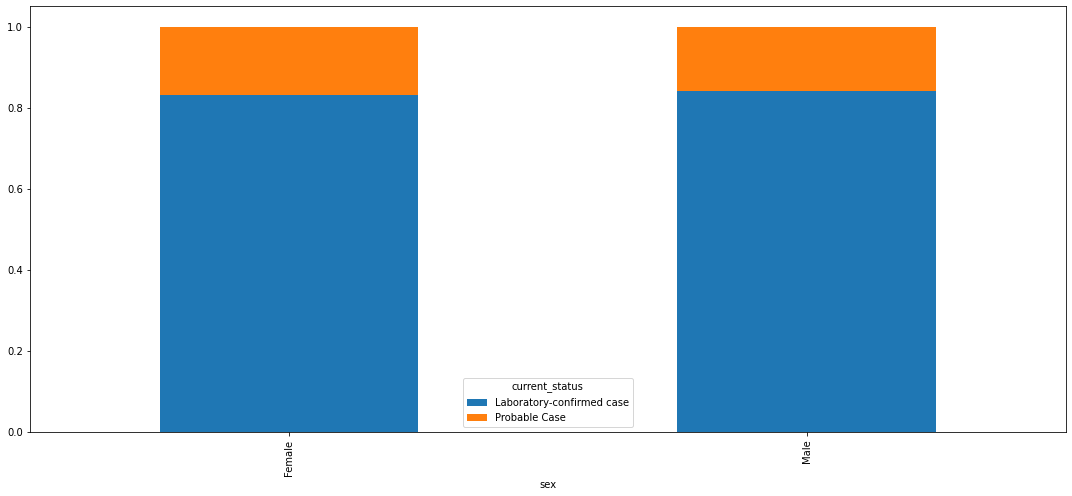 1.0
0.8
0.6
0.4
0.2
0.0
current_status
Laboratory-confirmed case
Probable Case
Female
Male
sex